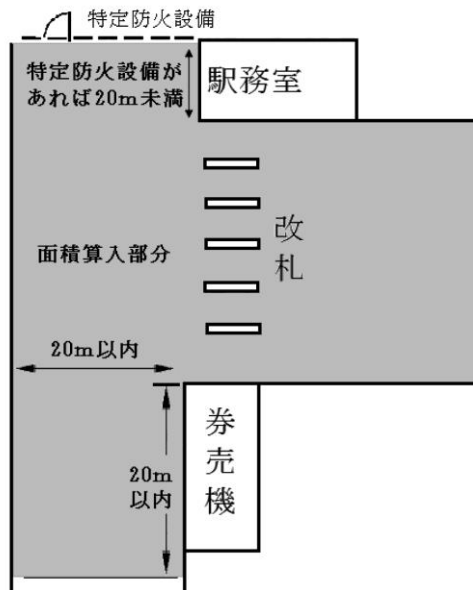 特定防火設備
特定防火設備が
あれば20m未満
駅務室
改札
面積算入部分
20m以内
券売機
20m
以内